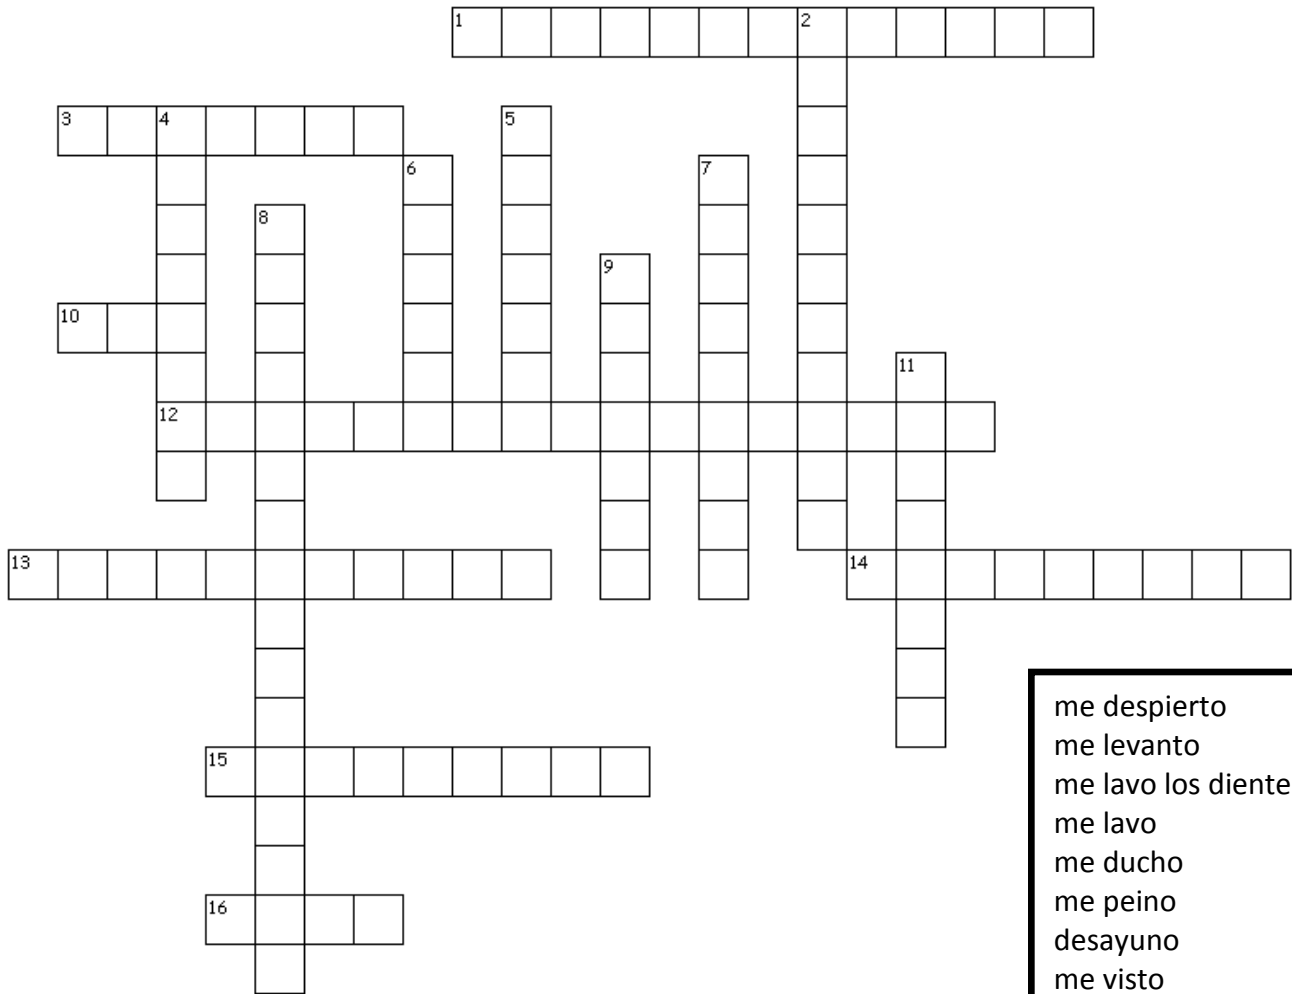 1
2
3
4
5
6
7
8
9
10
11
12
13
14
15
16
me despierto
me levanto
me lavo los diente
me lavo
me ducho
me peino
desayuno
me visto